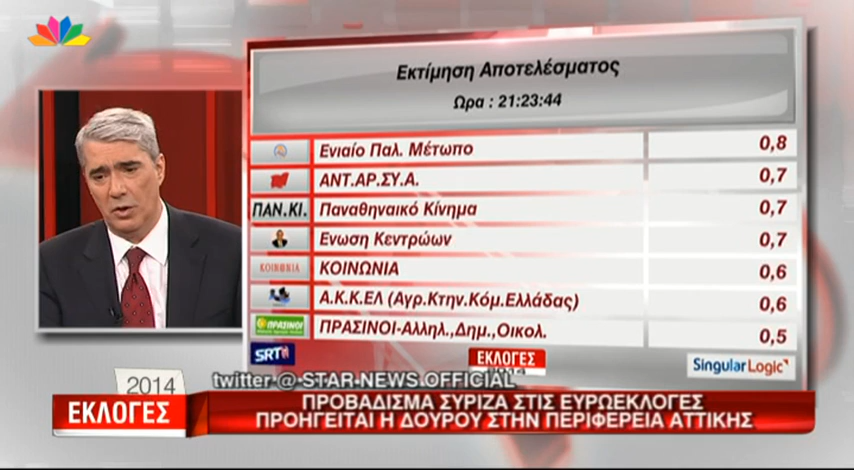 Εκτίμηση Αποτελέσματος
Ωρα : 21:23:44
Ενιαίο Παλ. Μέτωπο 0,8
ΑΝΤ.ΑΡ.ΣΥ.Α. 0,7
ΠΑΝ.ΚΙ. Παναθηναικό Κίνημα 0,7
Ενωση Κεντρώων 0,7
ΚΟΙΝΩΝΙΑ ΚΟΙΝΩΝΙΑ 0,6
Α.Κ.Κ.ΕΛ (Αγρ.Κτην.Κόμ.Ελλάδας) 0,6
ΠΡΑΣΙΝΟΙ ΠΡΑΣΙΝΟΙ-Αλληλ.,Δημ.,Οικολ. 0,5
SRT
ΕΚΛΟΓΕΣ
2014
SingularLogic
2014
twitter@ STAR NEWS.OFFICIAL
ΕΚΛΟΓΕΣ
ΠΡΟΒΑΔΙΣΜΑ ΣΥΡΙΖΑ ΣΤΙΣ ΕΥΡΩΕΚΛΟΓΕΣ
ΠΡΟΗΓΕΙΤΑΙ Η ΔΟΥΡΟΥ ΣΤΗΝ ΠΕΡΙΦΕΡΕΙΑ ΑΤΤΙΚΗΣ